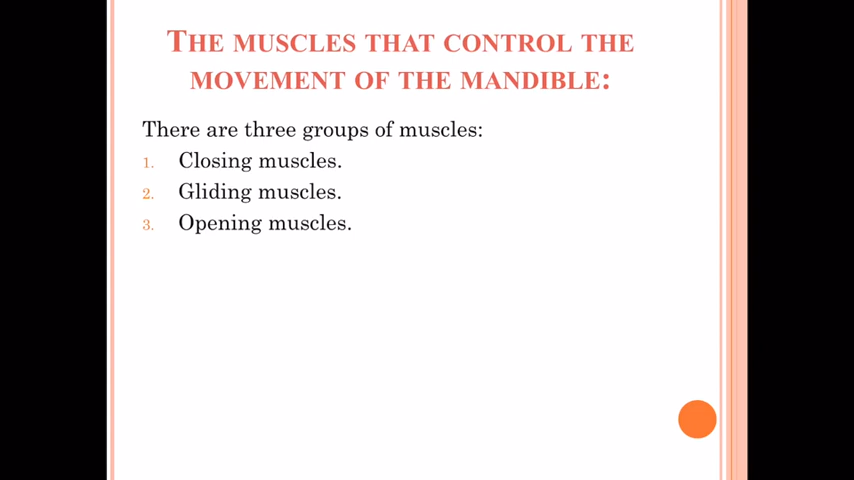 THE MUSCLES THAT CONTROL THE
MOVEMENT OF THE MANDIBLE:
There are three groups of muscles:
1. Closing muscles.
2. Gliding muscles.
3. Opening muscles.